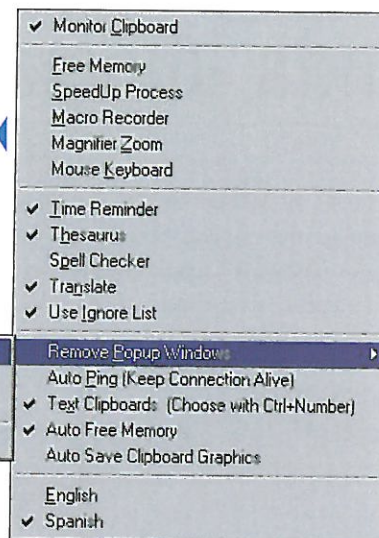 Monitor Clipboard
Free Memory
SpeedUp Process
Macro Recorder
Magnifier Zoom
Mouse Keyboard
Time Reminder
Thesaurus
Spell Checker
Translate
Use Ignore List
Remove Popup Windows
Auto Ping (Keep Connection Alive)
Text Clipboards (Choose with Ctrl+Number)
Auto Free Memory
Auto Save Clipboard Graphics
English
Spanish